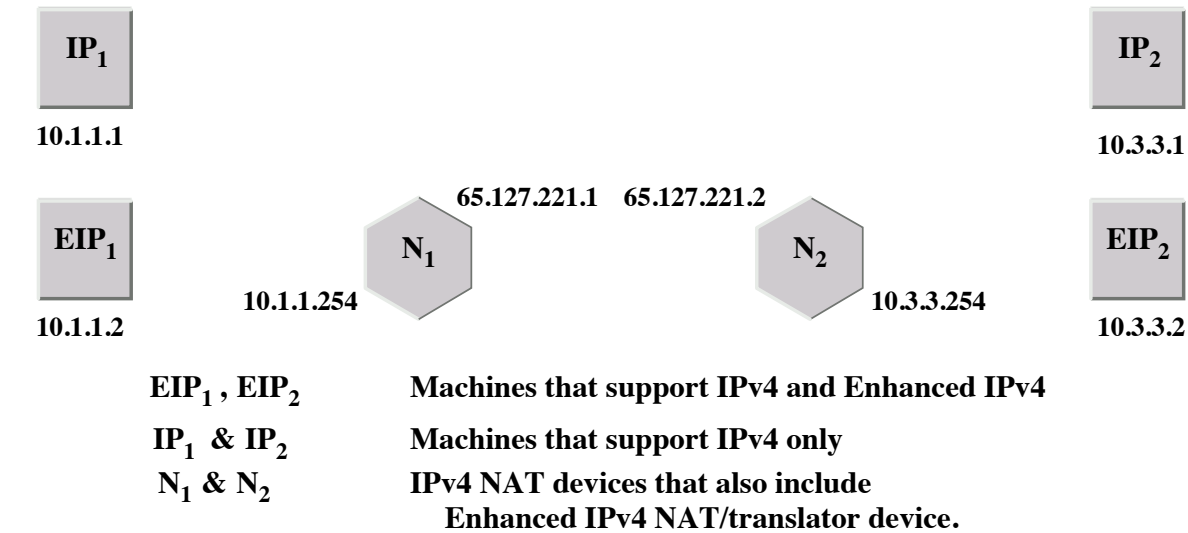 IP1 IP2
10.1.1.1 10.3.3.1
65.127.221.1 65.127.221.2
EIP1 N1 N2 EIP2
10.1.1.254 10.3.3.254
10.1.1.2 10.3.3.2
EIP1 , EIP2 Machines that support IPv4 and Enhanced IPv4
IP1 & IP2 Machines that support IPv4 only
N1 & N2 IPv4 NAT devices that also include
Enhanced IPv4 NAT/translator device.